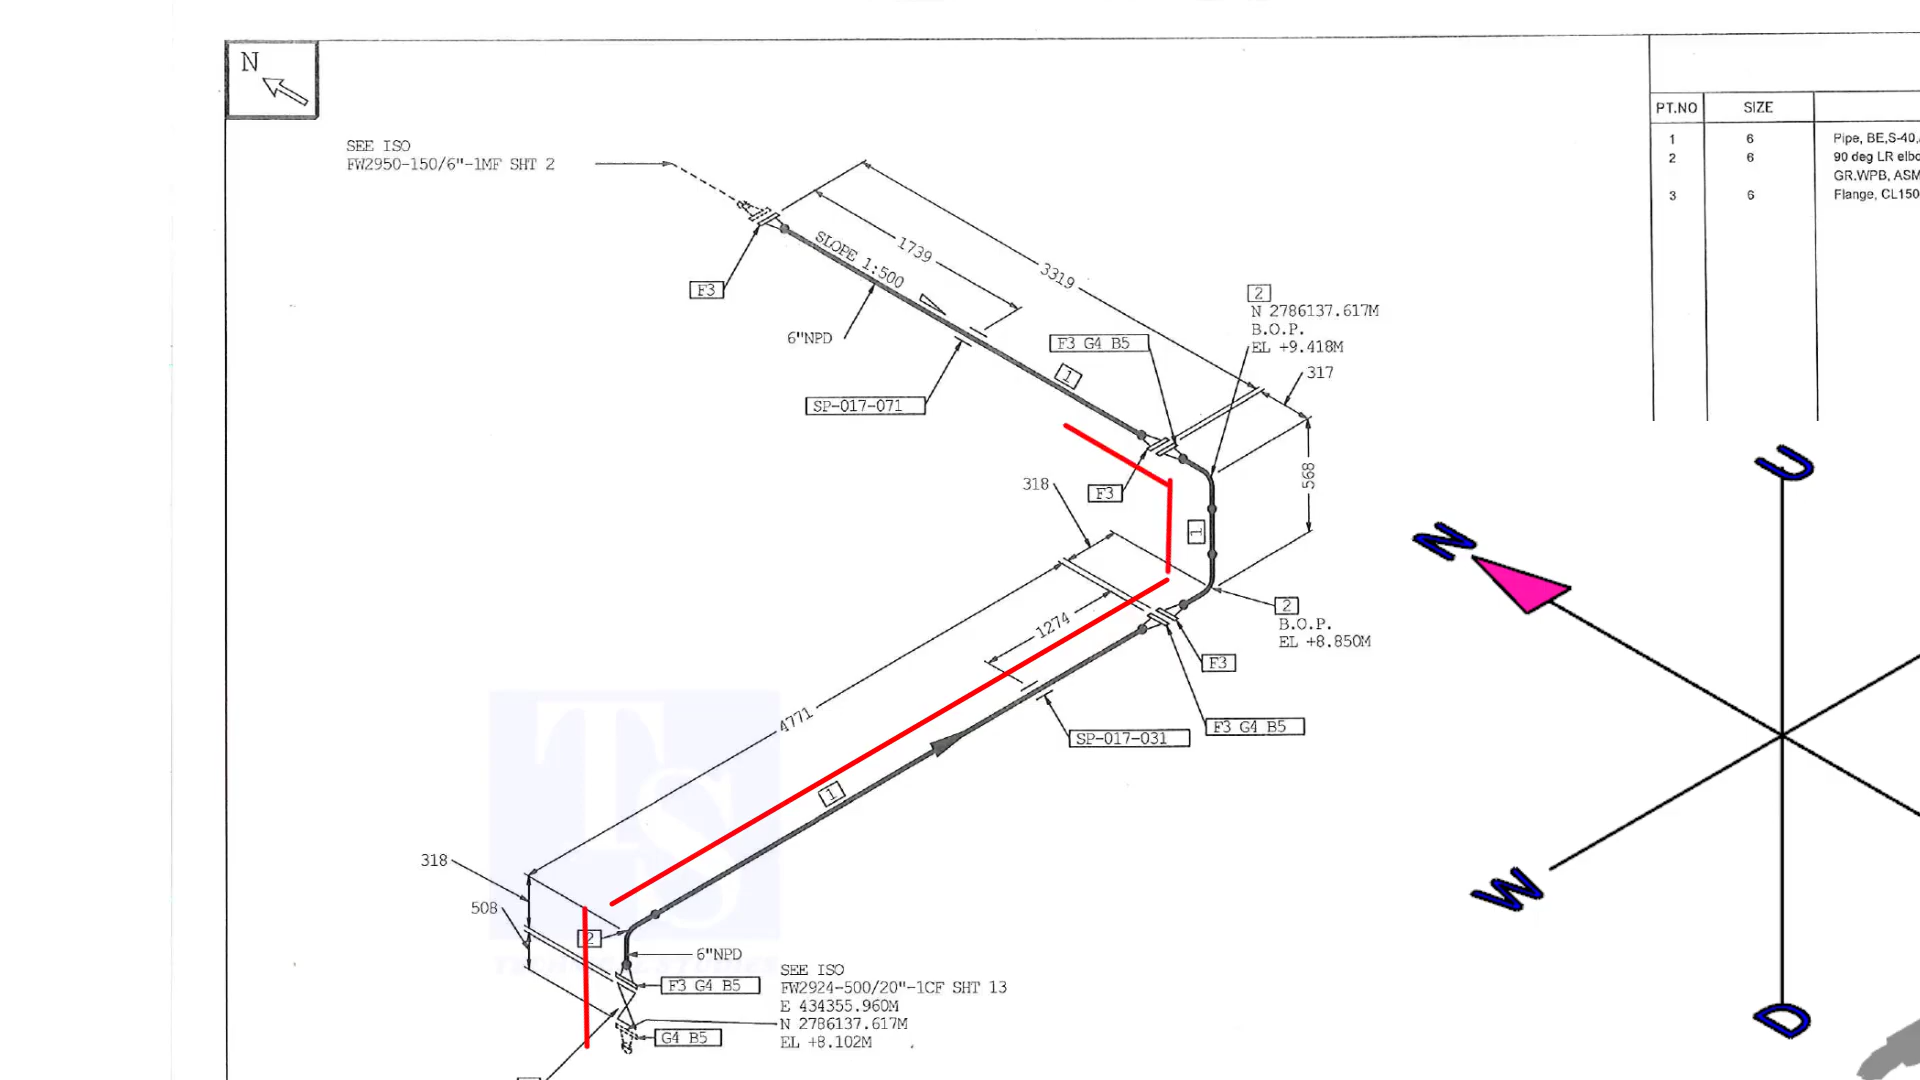 N
SEE ISO
FW2950-150/6"-1MF SHT 2
PT.NO SIZE
1 6 Pipe, BE,S-40,
2 6 90 deg LR elbo
GR.WPB, ASM
3 6 Flange, CL150
1739
3319
SLOPE 1:500
F3
6"NPD
2
N 2786137.617M
B.O.P.
EL +9.418M
F3 G4 B5
317
1
SP-017-071
568
U
318
F3
1
N
2
B.O.P.
EL +8.850M
1274
F3
4771
F3 G4 B5
SP-017-031
1
318
W
508
2
6"NPD
TS
SEE ISO
F3 G4 B5
FW2924-500/20"-1CF SHT 13
E 434355.960M
N 2786137.617M
G4 B5
EL +8.102M
D